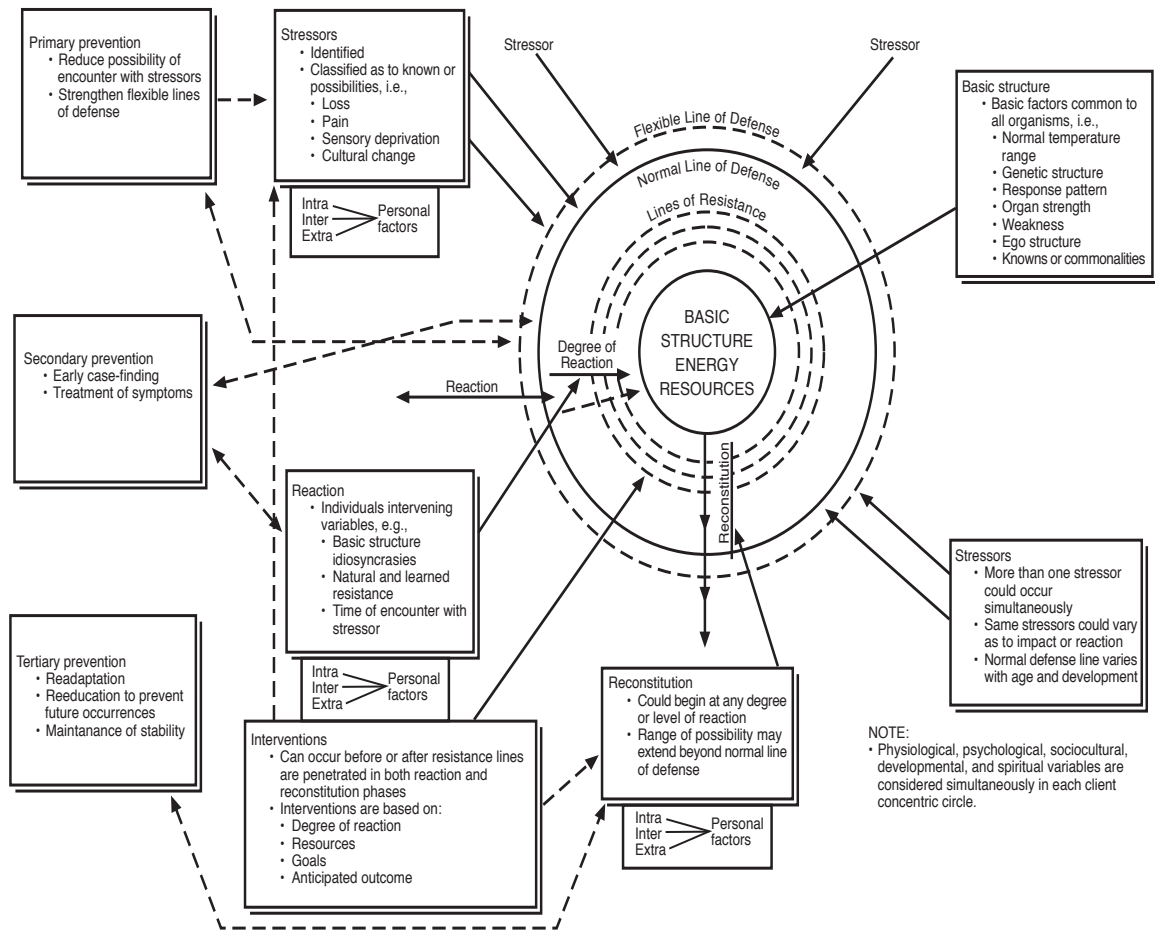 Primary prevention
• Reduce possibility of
encounter with stressors
• Strengthen flexible lines
of defense
Stressors
• Identified
• Classified as to known or
possibilities, i.e.,
• Loss
• Pain
• Sensory deprivation
• Cultural change
Intra
Inter
Extra
Personal
factors
Stressor
Stressor
Basic structure
• Basic factors common to
all organisms, i.e.,
• Normal temperature
range
• Genetic structure
• Response pattern
• Organ strength
• Weakness
• Ego structure
• Knowns or commonalities
Flexible Line of Defense
Normal Line of Defense
Lines of Resistance
BASIC
STRUCTURE
ENERGY
RESOURCES
Degree of
Reaction
Reaction
Reconstitution
Secondary prevention
• Early case-finding
• Treatment of symptoms
Reaction
• Individuals intervening
variables, e.g.,
• Basic structure
idiosyncrasies
• Natural and learned
resistance
• Time of encounter with
stressor
Intra
Inter
Extra
Personal
factors
Stressors
• More than one stressor
could occur
simultaneously
• Same stressors could vary
as to impact or reaction
• Normal defense line varies
with age and development
Tertiary prevention
• Readaptation
• Reeducation to prevent
future occurrences
• Maintanance of stability
Interventions
• Can occur before or after resistance lines
are penetrated in both reaction and
reconstitution phases
• Interventions are based on:
• Degree of reaction
• Resources
• Goals
• Anticipated outcome
Reconstitution
• Could begin at any degree
or level of reaction
• Range of possibility may
extend beyond normal line
of defense
Intra
Inter
Extra
Personal
factors
NOTE:
• Physiological, psychological, sociocultural,
developmental, and spiritual variables are
considered simultaneously in each client
concentric circle.